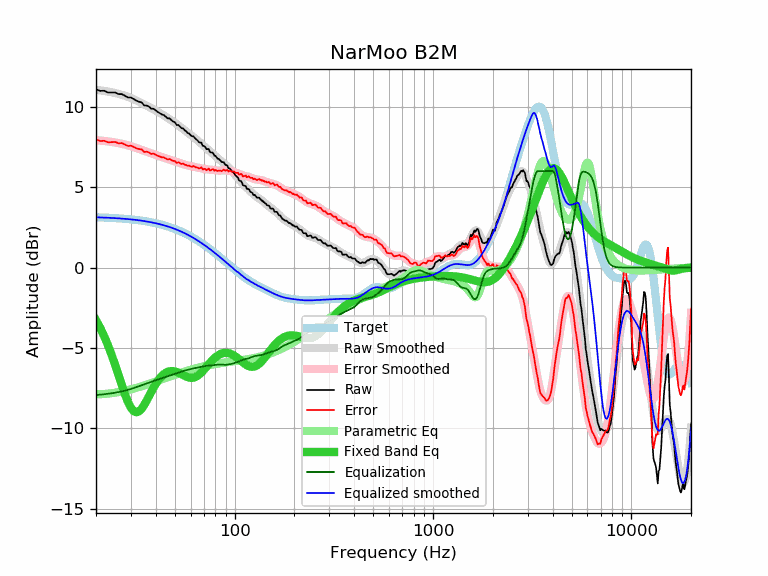 NarMoo B2M
Amplitude (dBr)
10
5
0
−5
−10
−15
Target
Raw Smoothed
Error Smoothed
Raw
Error
Parametric Eq
Fixed Band Eq
Equalization
Equalized smoothed
100
1000
10000
Frequency (Hz)